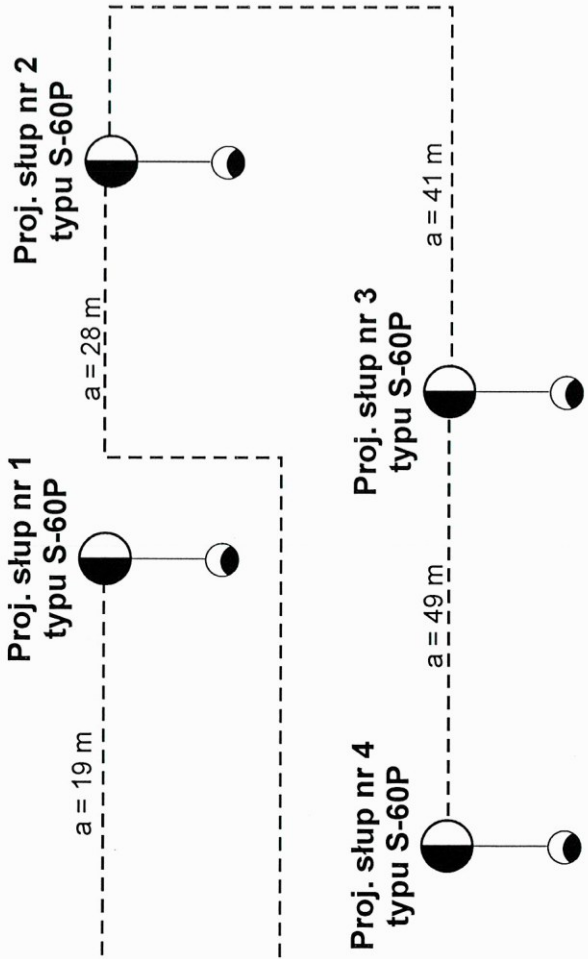 Proj. słup nr 1
typu S-60P
a = 19 m
Proj. słup nr 2
typu S-60P
a = 28 m
Proj. słup nr 3
typu S-60P
a = 41 m
Proj. słup nr 4
typu S-60P
a = 49 m